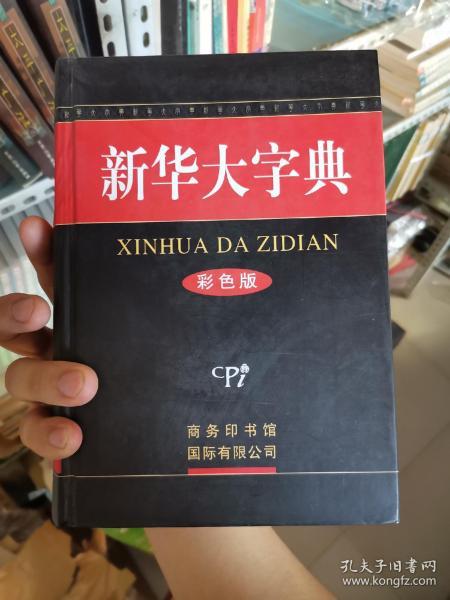 新华大字典
XINHUA DA ZIDIAN
彩色版
CPi
商务印书馆
国际有限公司
孔夫子旧书网
www.kongfz.com